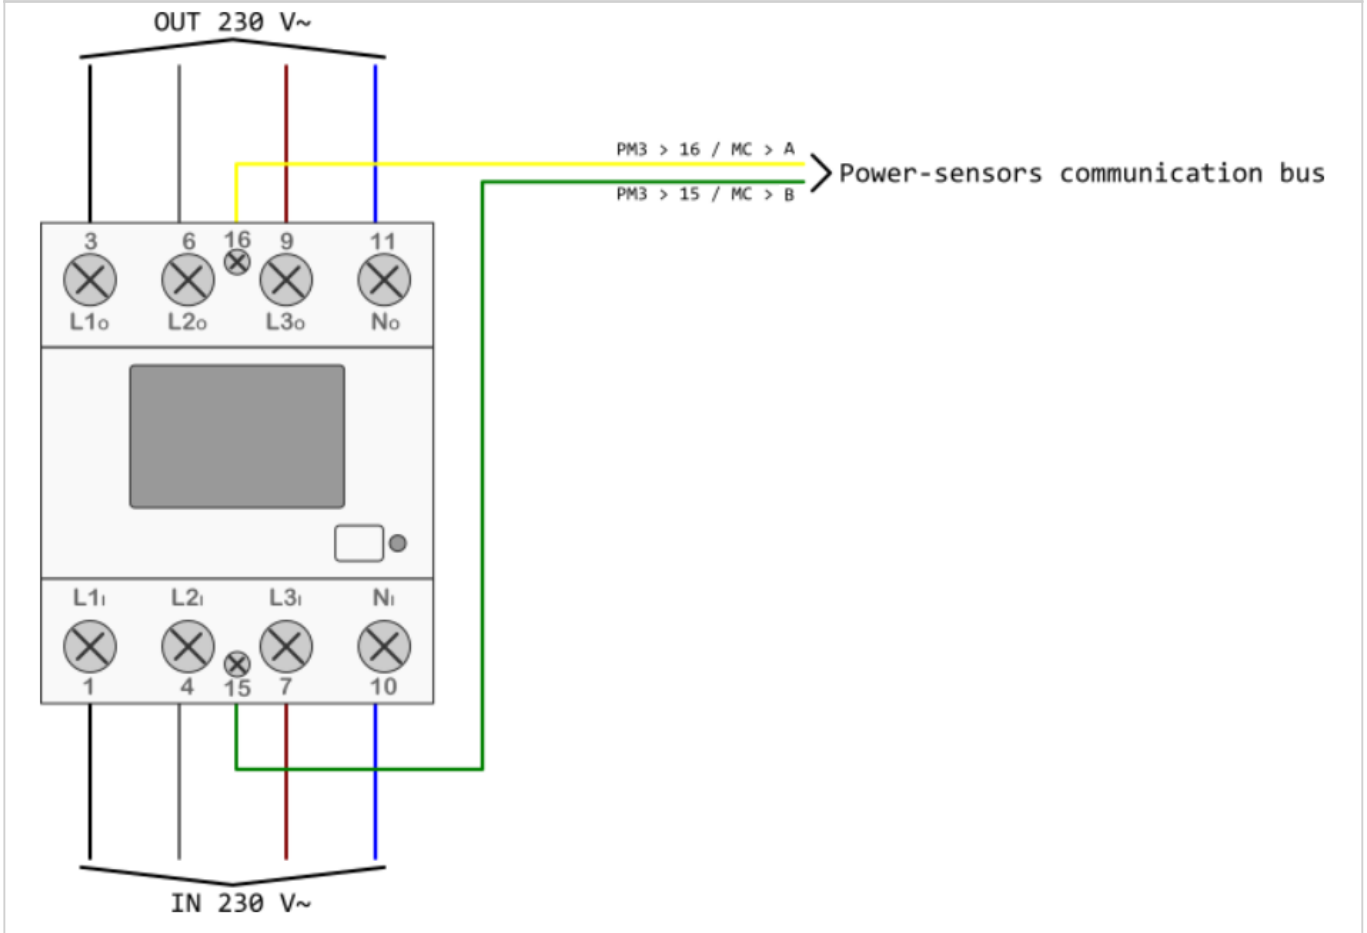 OUT 230 V~
PM3 > 16 / MC > A
Power-sensors communication bus
PM3 > 15 / MC > B
3 6 16 9 11
L1o L2o L3o No
L1I L2I L3I NI
1 4 15 7 10
IN 230 V~